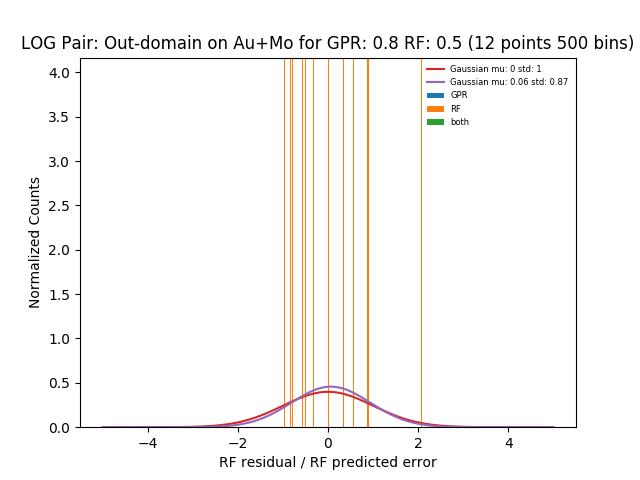 LOG Pair: Out-domain on Au+Mo for GPR: 0.8 RF: 0.5 (12 points 500 bins)
Normalized Counts
4.0
3.5
3.0
2.5
2.0
1.5
1.0
0.5
0.0
Gaussian mu: 0 std: 1
Gaussian mu: 0.06 std: 0.87
GPR
RF
both
−4
−2
0
2
4
RF residual / RF predicted error